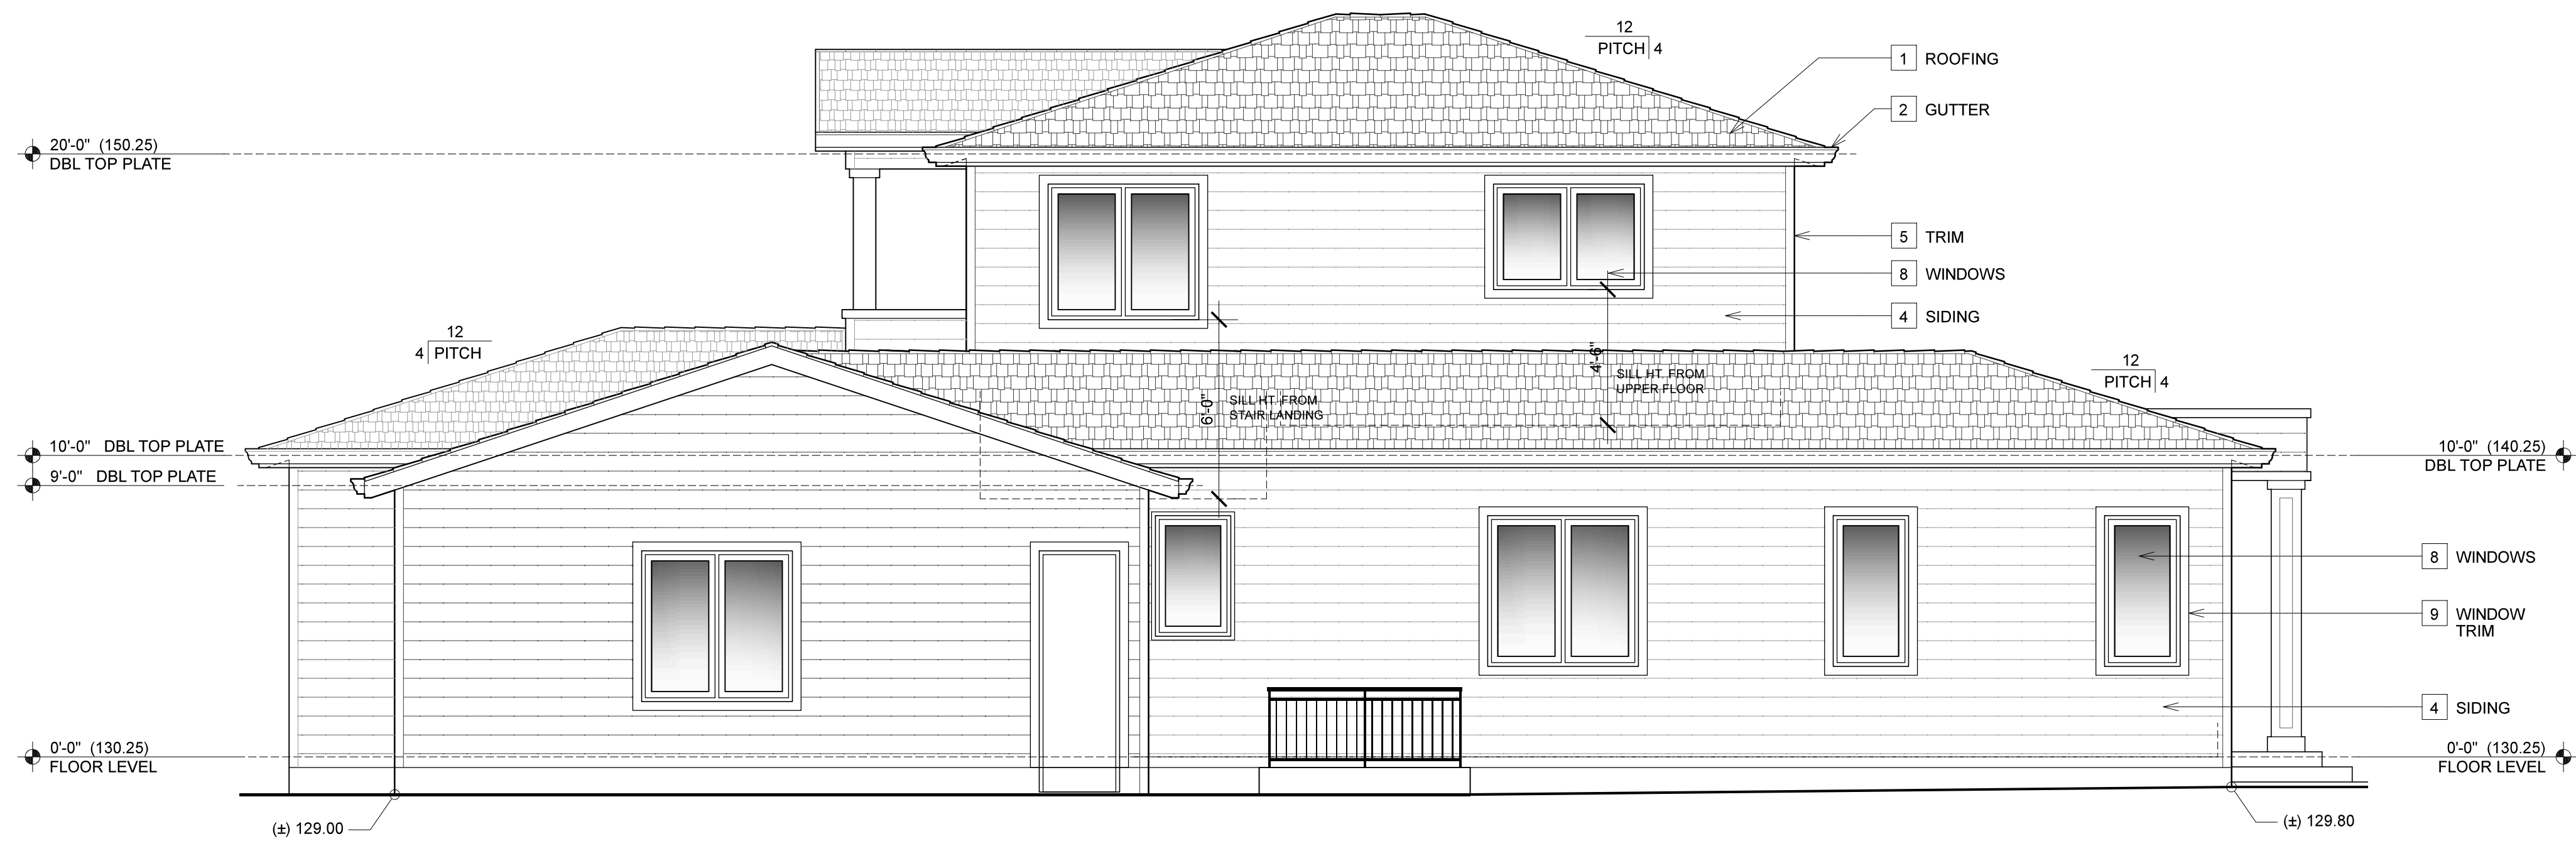 12
PITCH 4
1 ROOFING
2 GUTTER
20'-0" (150.25)
DBL TOP PLATE
5 TRIM
8 WINDOWS
4 SIDING
12
4 PITCH
12
PITCH 4
4'-6"
SILL HT. FROM
UPPER FLOOR
6'-0"
SILL HT. FROM
STAIR LANDING
10'-0" DBL TOP PLATE
9'-0" DBL TOP PLATE
10'-0" (140.25)
DBL TOP PLATE
8 WINDOWS
9 WINDOW
TRIM
4 SIDING
0'-0" (130.25)
FLOOR LEVEL
0'-0" (130.25)
FLOOR LEVEL
(±) 129.00
(±) 129.80